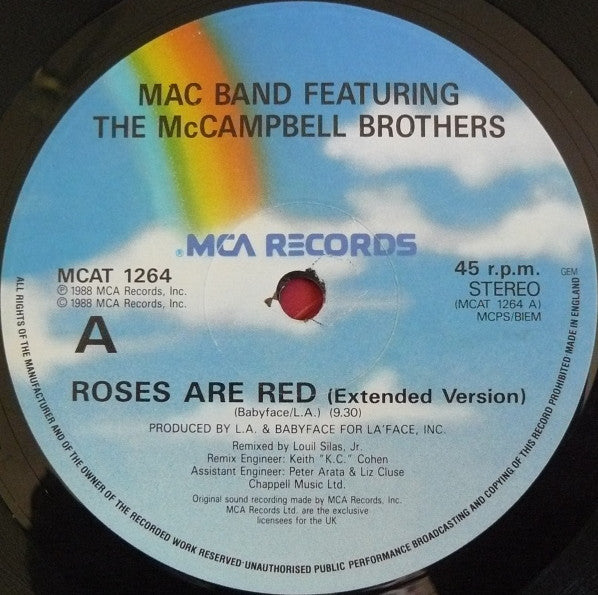 MAC BAND FEATURING
THE McCAMPBELL BROTHERS
®MCA RECORDS
MCAT 1264
℗ 1988 MCA Records, Inc.
© 1988 MCA Records, Inc.
A
45 r.p.m.
STEREO
(MCAT 1264 A)
MCPS/BIEM
GEM
ROSES ARE RED (Extended Version)
(Babyface/L.A.) (9.30)
PRODUCED BY L.A. & BABYFACE FOR LA'FACE, INC.
Remixed by Louil Silas, Jr.
Remix Engineer: Keith "K.C." Cohen
Assistant Engineer: Peter Arata & Liz Cluse
Chappell Music Ltd.
Original sound recording made by MCA Records, Inc.
MCA Records Ltd. are the exclusive
licensees for the UK
ALL RIGHTS OF THE MANUFACTURER AND OF THE OWNER OF THE RECORDED WORK RESERVED·UNAUTHORISED PUBLIC PERFORMANCE BROADCASTING AND COPYING OF THIS RECORD PROHIBITED MADE IN ENGLAND